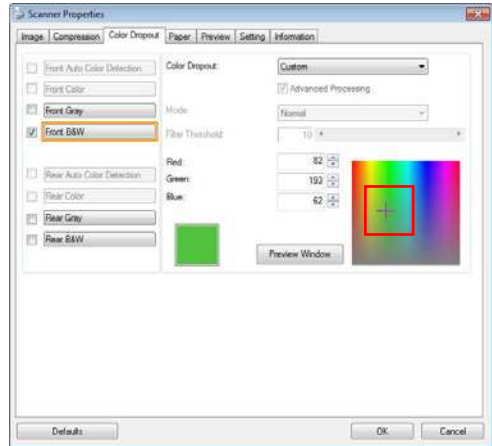 Scanner Properties
Image Compression Color Dropout Paper Preview Setting Information
Front Auto Color Detection
Front Color
Front Gray
Front B&W
Rear Auto Color Detection
Rear Color
Rear Gray
Rear B&W
Color Dropout: Custom
Advanced Processing
Mode: Normal
Filter Threshold: 10
Red: 82
Green: 193
Blue: 62
Preview Window
Defaults OK Cancel